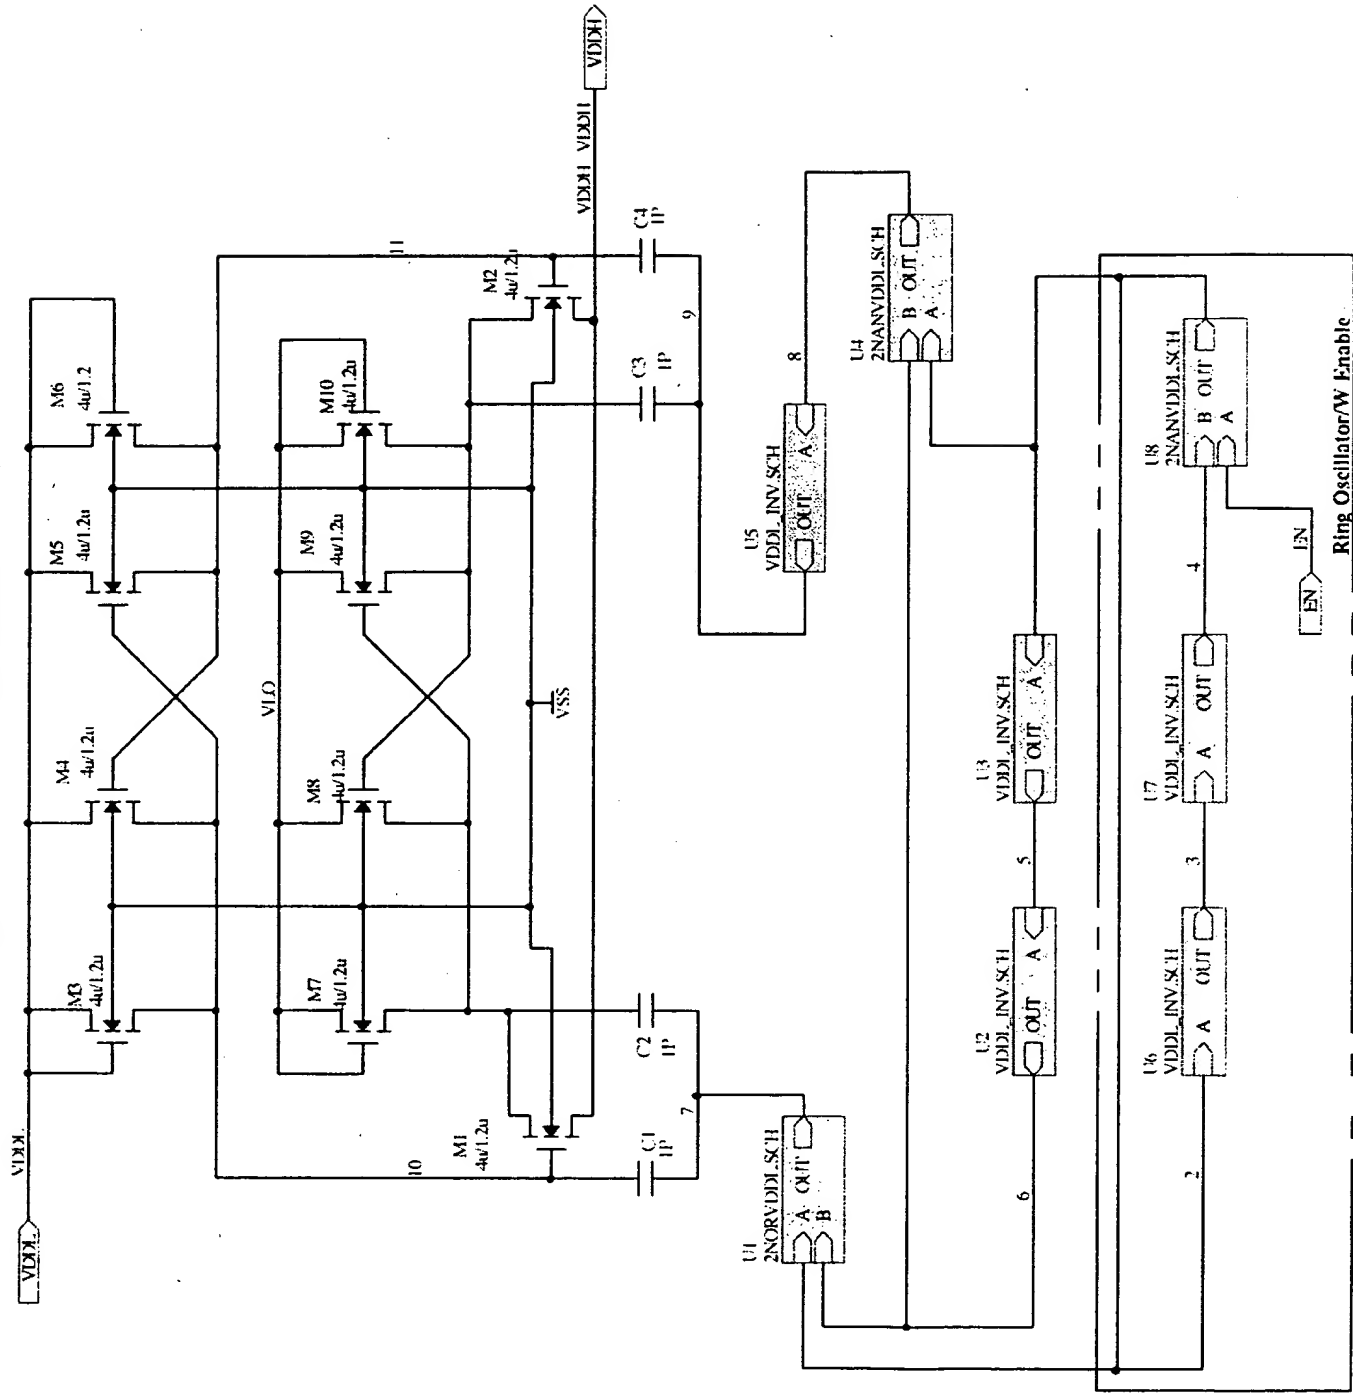 VDDL
VDDL
M3
4u/1.2u
M4
4u/1.2u
M5
4u/1.2u
M6
4u/1.2
VLO
M7
4u/1.2u
M8
4u/1.2u
M9
4u/1.2u
M10
4u/1.2u
10
11
VSS
M1
4u/1.2u
M2
4u/1.2u
VDDH VDDH
VDDH
C1
1P
C2
1P
C3
1P
C4
1P
7
9
U1
2NORVDDL.SCH
A OUT
B
U5
VDDL_INV.SCH
OUT A
8
U4
2NANVDDL.SCH
B OUT
A
U2
VDDL_INV.SCH
OUT A
5
U3
VDDL_INV.SCH
OUT A
6
U6
VDDL_INV.SCH
A OUT
2
3
U7
VDDL_INV.SCH
A OUT
4
U8
2NANVDDL.SCH
B OUT
A
EN
EN
Ring Oscillator/W Enable